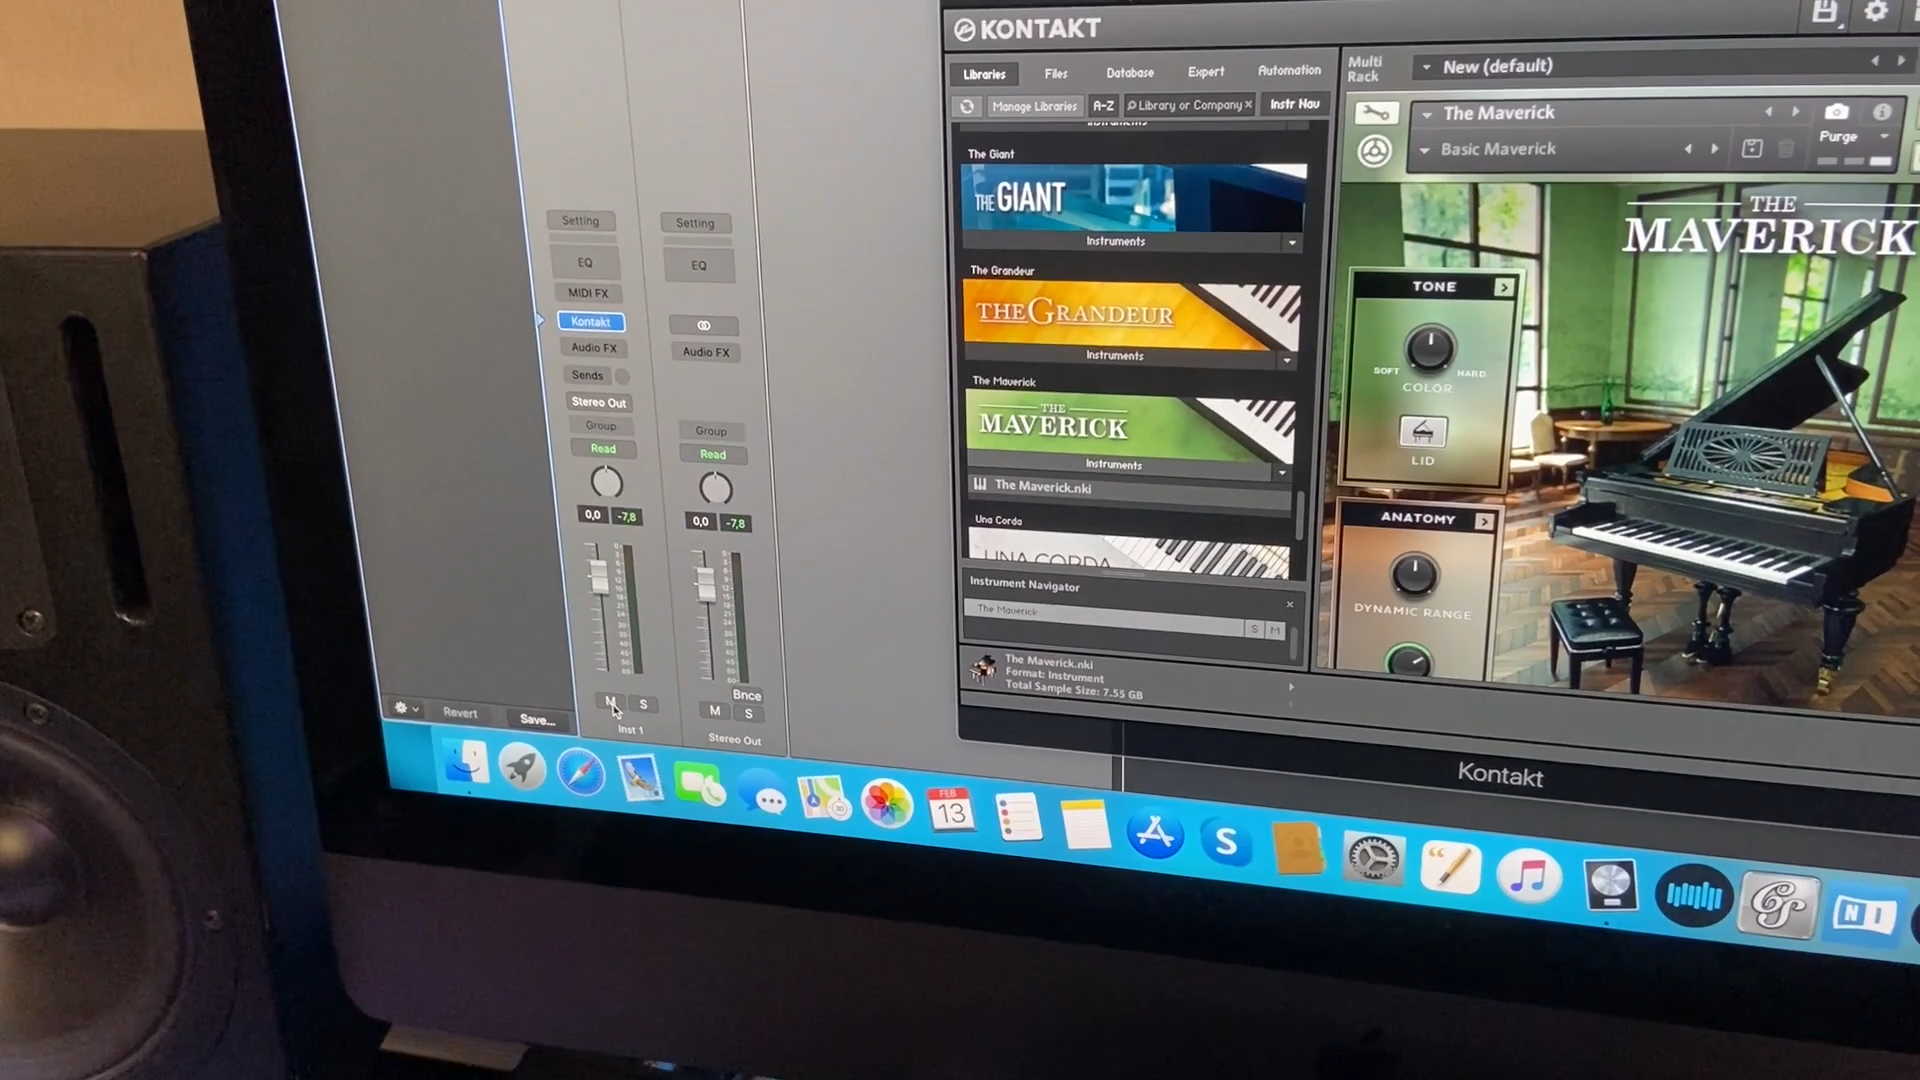 KONTAKT
Libraries Files Database Expert Automation
Manage Libraries A-Z Library or Company × Instr Nav
Instruments
The Giant
THE GIANT
Instruments
The Grandeur
THE GRANDEUR
Instruments
The Maverick
THE
MAVERICK
Instruments
The Maverick.nki
Una Corda
UNA CORDA
Instrument Navigator
The Maverick
S M
The Maverick.nki
Format: Instrument
Total Sample Size: 7.55 GB
Multi
Rack
New (default)
The Maverick
Basic Maverick
Purge
THE
MAVERICK
TONE
SOFT HARD
COLOR
LID
ANATOMY
DYNAMIC RANGE
Kontakt
Setting Setting
EQ EQ
MIDI FX
Kontakt
Audio FX Audio FX
Sends
Stereo Out
Group Group
Read Read
0,0 -7,8 0,0 -7,8
Bnce
M S M S
Inst 1 Stereo Out
Revert Save...
FEB
13
S
GS
NI